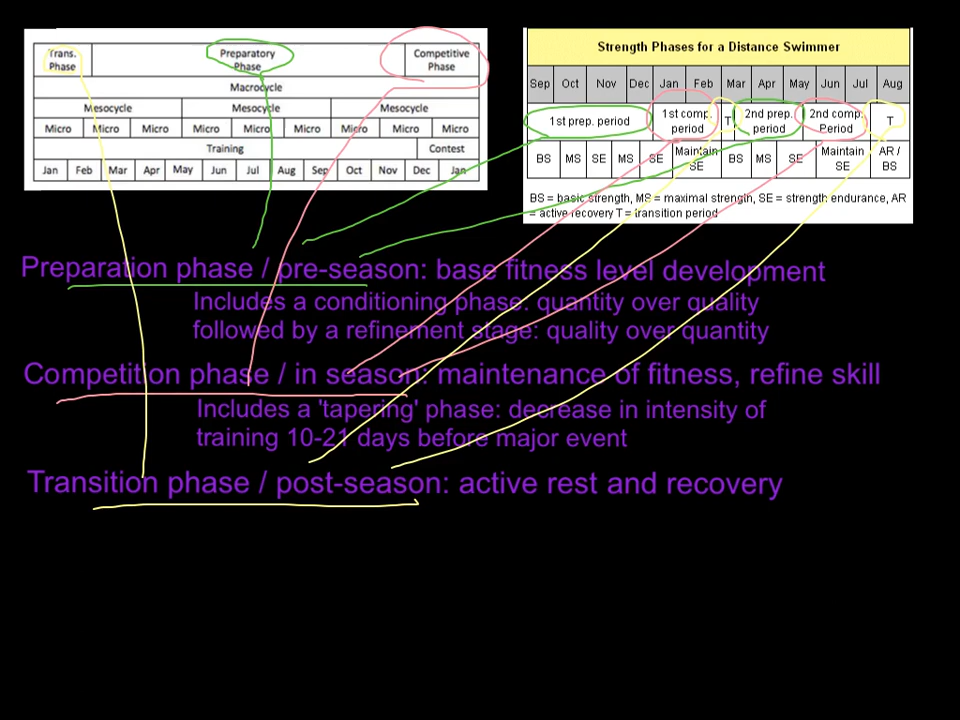 Trans. Phase Preparatory Phase Competitive Phase
Macrocycle
Mesocycle Mesocycle Mesocycle
Micro Micro Micro Micro Micro Micro Micro Micro Micro
Training Contest
Jan Feb Mar Apr May Jun Jul Aug Sep Oct Nov Dec Jan
Strength Phases for a Distance Swimmer
Sep Oct Nov Dec Jan Feb Mar Apr May Jun Jul Aug
1st prep. period 1st comp. period T 2nd prep. period 2nd comp. Period T
BS MS SE MS SE Maintain SE BS MS SE Maintain SE AR / BS
BS = basic strength, MS = maximal strength, SE = strength endurance, AR
= active recovery T = transition period
Preparation phase / pre-season: base fitness level development
Includes a conditioning phase: quantity over quality
followed by a refinement stage: quality over quantity
Competition phase / in season: maintenance of fitness, refine skill
Includes a 'tapering' phase: decrease in intensity of
training 10-21 days before major event
Transition phase / post-season: active rest and recovery